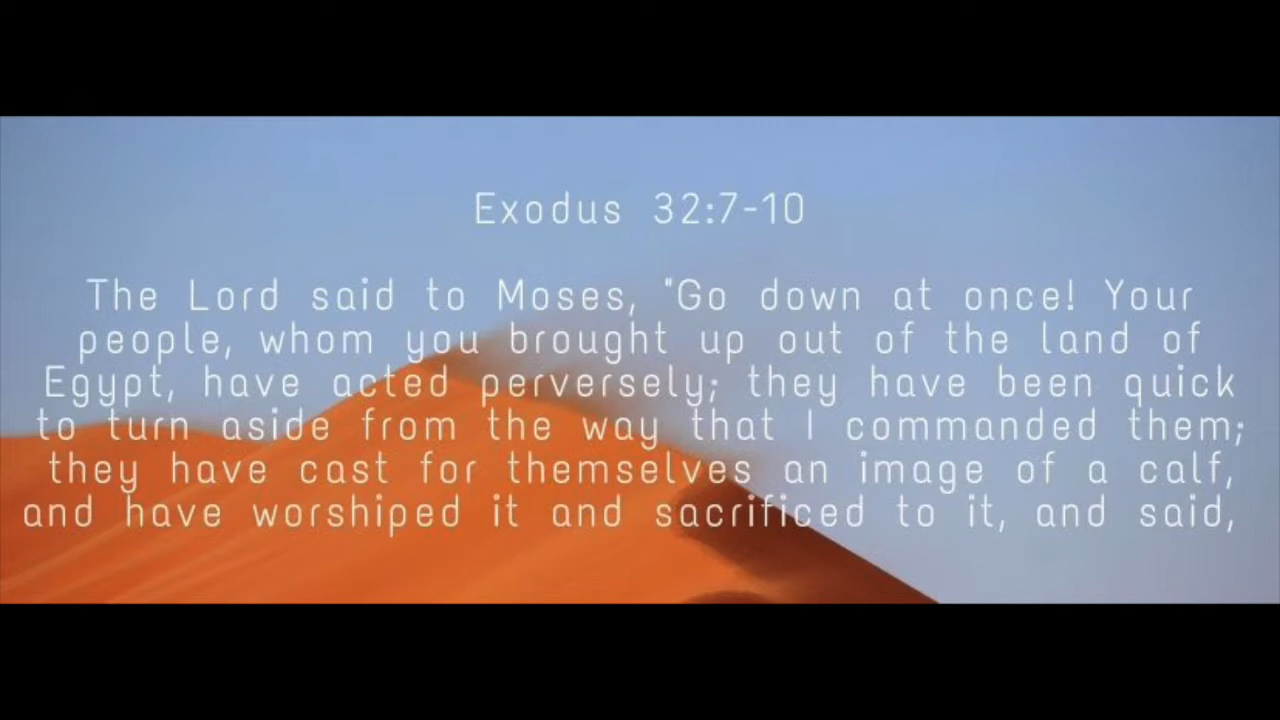 Exodus 32:7-10
The Lord said to Moses, "Go down at once! Your
people, whom you brought up out of the land of
Egypt, have acted perversely; they have been quick
to turn aside from the way that I commanded them;
they have cast for themselves an image of a calf,
and have worshiped it and sacrificed to it, and said,